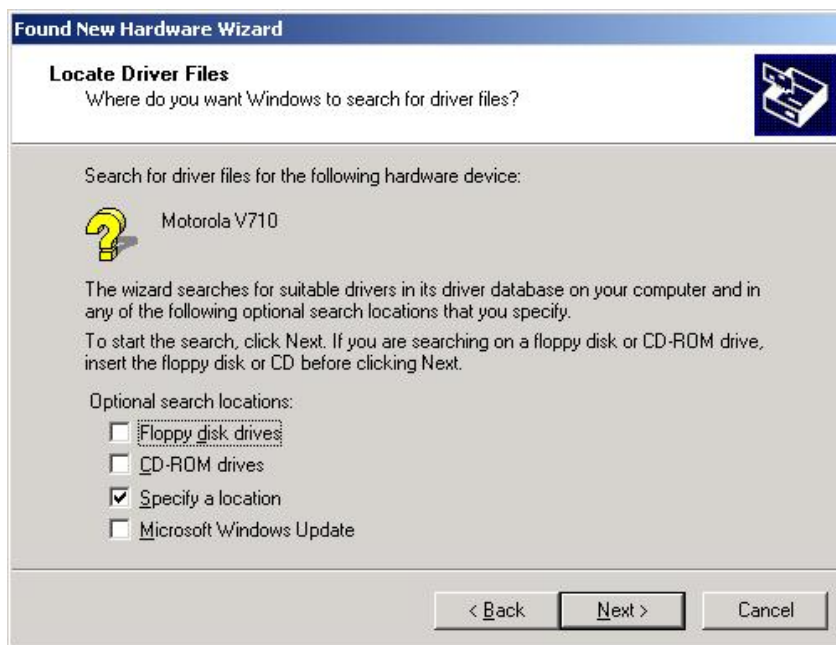 Found New Hardware Wizard
Locate Driver Files
Where do you want Windows to search for driver files?
Search for driver files for the following hardware device:
Motorola V710
The wizard searches for suitable drivers in its driver database on your computer and in
any of the following optional search locations that you specify.
To start the search, click Next. If you are searching on a floppy disk or CD-ROM drive,
insert the floppy disk or CD before clicking Next.
Optional search locations:
Floppy disk drives
CD-ROM drives
Specify a location
Microsoft Windows Update
< Back Next > Cancel